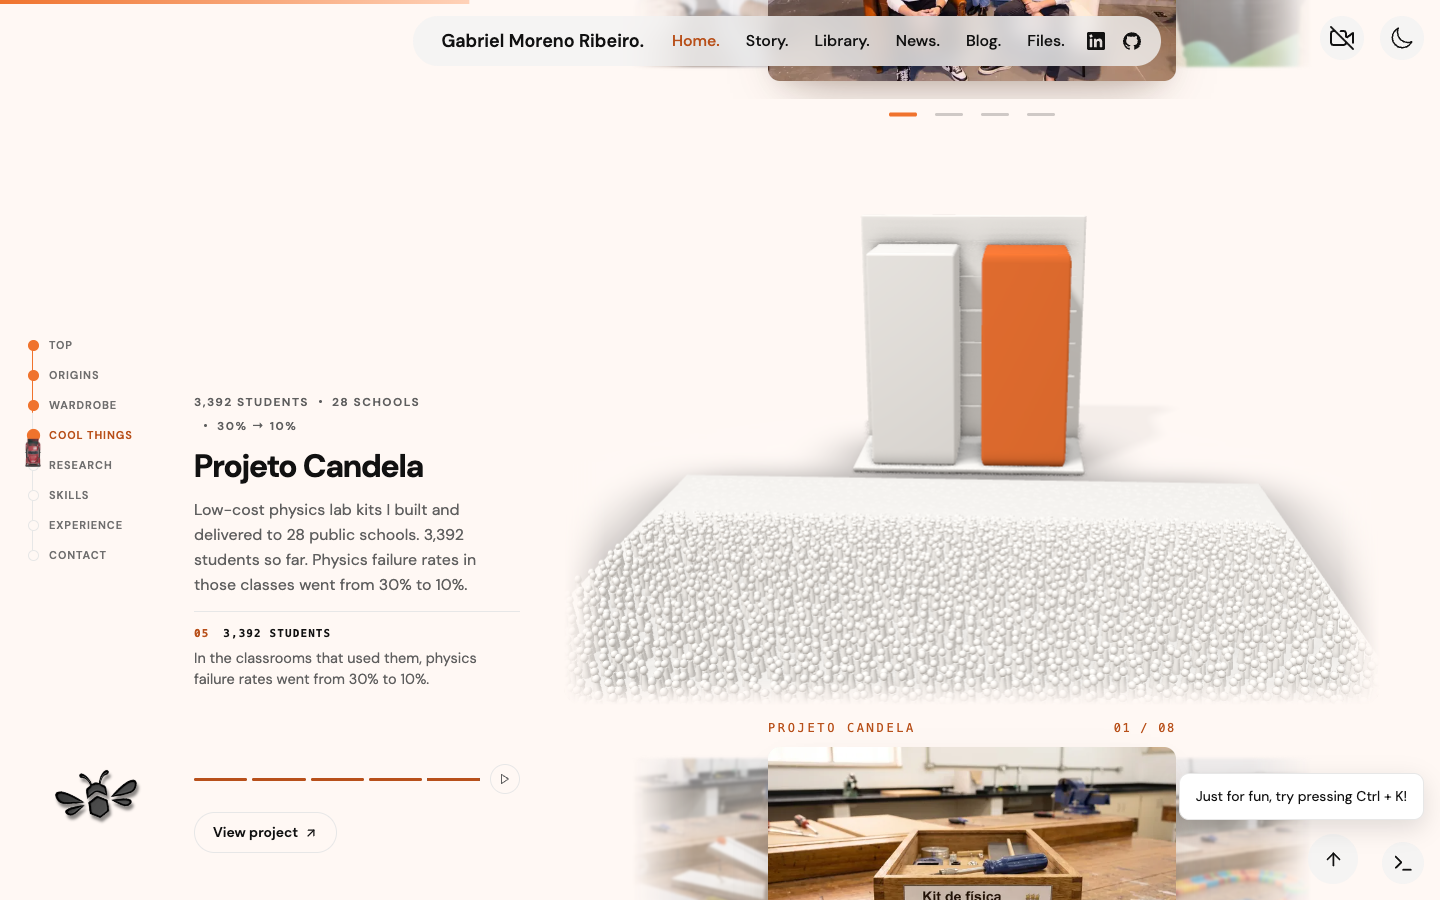 Gabriel Moreno Ribeiro.
Home.
Story.
Library.
News.
Blog.
Files.
TOP
ORIGINS
WARDROBE
COOL THINGS
RESEARCH
SKILLS
EXPERIENCE
CONTACT
3,392 STUDENTS • 28 SCHOOLS
• 30% → 10%
Projeto Candela
Low-cost physics lab kits I built and
delivered to 28 public schools. 3,392
students so far. Physics failure rates in
those classes went from 30% to 10%.
05 3,392 STUDENTS
In the classrooms that used them, physics
failure rates went from 30% to 10%.
View project ↗
PROJETO CANDELA
01 / 08
Kit de física
Just for fun, try pressing Ctrl + K!